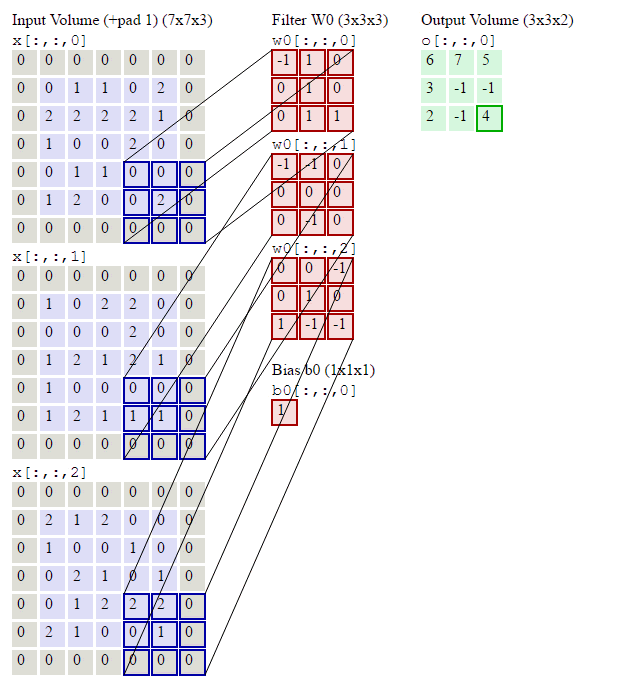 Input Volume (+pad 1) (7x7x3)
x[:,:,0]
0 0 0 0 0 0 0
0 0 1 1 0 2 0
0 2 2 2 2 1 0
0 1 0 0 2 0 0
0 0 1 1 0 0 0
0 1 2 0 0 2 0
0 0 0 0 0 0 0
x[:,:,1]
0 0 0 0 0 0 0
0 1 0 2 2 0 0
0 0 0 0 2 0 0
0 1 2 1 2 1 0
0 1 0 0 0 0 0
0 1 2 1 1 1 0
0 0 0 0 0 0 0
x[:,:,2]
0 0 0 0 0 0 0
0 2 1 2 0 0 0
0 1 0 0 1 0 0
0 0 2 1 0 1 0
0 0 1 2 2 2 0
0 2 1 0 0 1 0
0 0 0 0 0 0 0
Filter W0 (3x3x3)
w0[:,:,0]
-1 1 0
0 1 0
0 1 1
w0[:,:,1]
-1 -1 0
0 0 0
0 -1 0
w0[:,:,2]
0 0 -1
0 1 0
1 -1 -1
Bias b0 (1x1x1)
b0[:,:,0]
1
Output Volume (3x3x2)
o[:,:,0]
6 7 5
3 -1 -1
2 -1 4